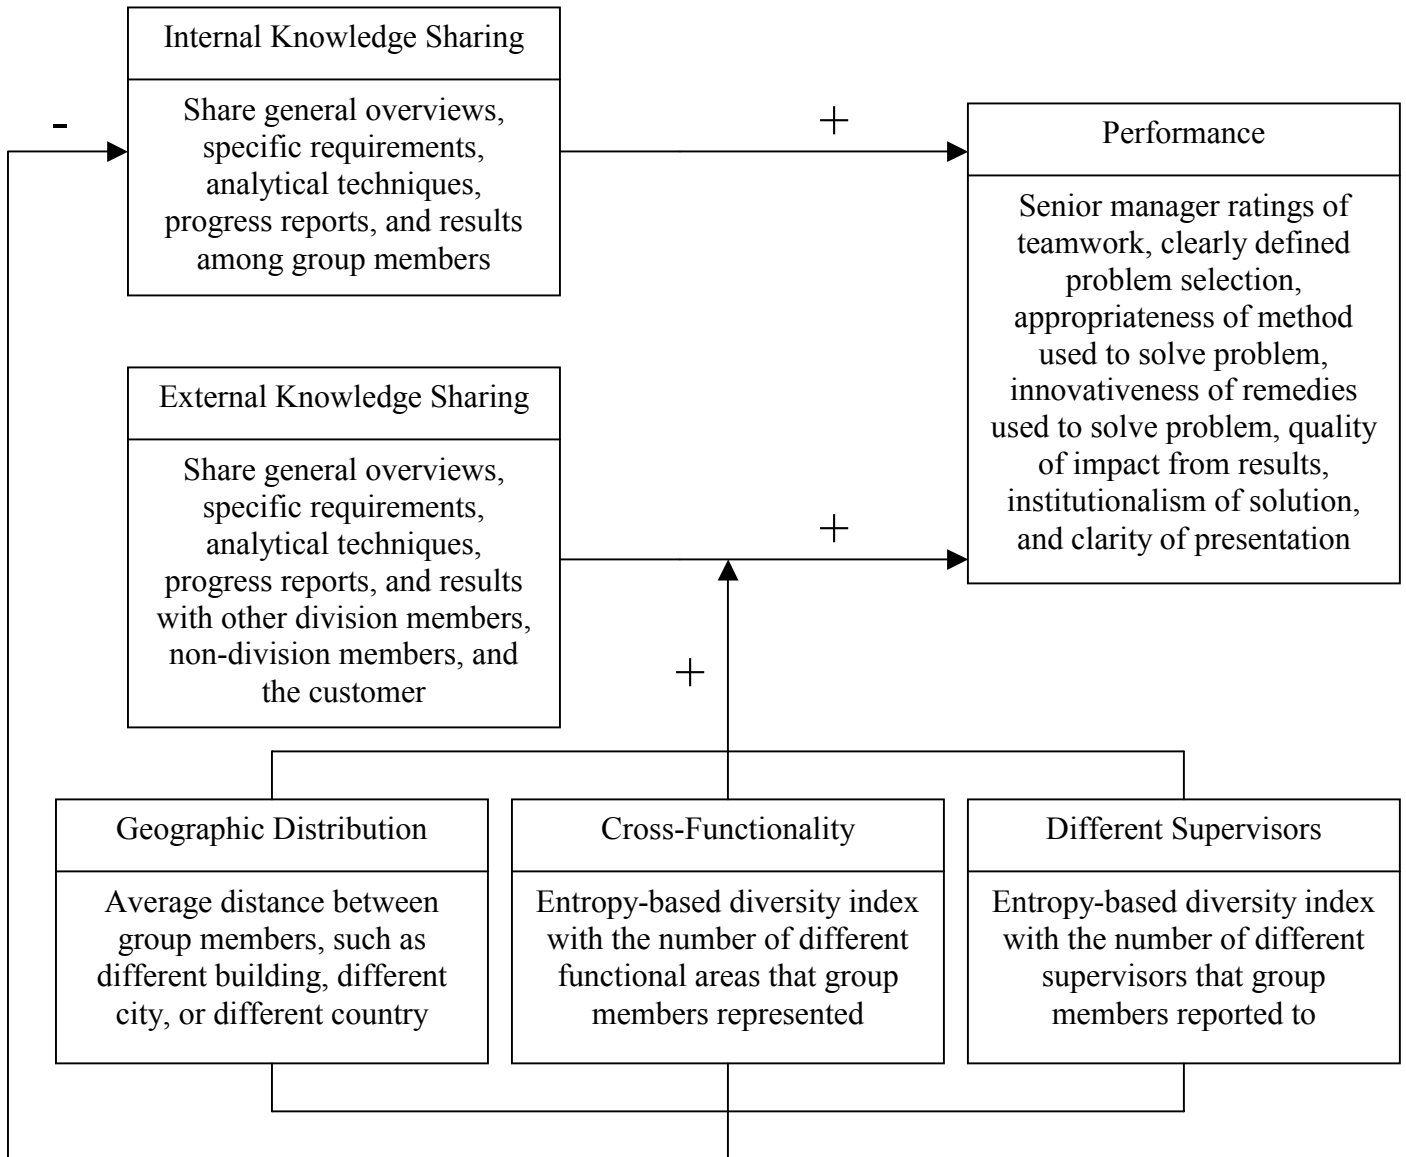 Internal Knowledge Sharing
Share general overviews,
specific requirements,
analytical techniques,
progress reports, and results
among group members
-
+
Performance
Senior manager ratings of
teamwork, clearly defined
problem selection,
appropriateness of method
used to solve problem,
innovativeness of remedies
used to solve problem, quality
of impact from results,
institutionalism of solution,
and clarity of presentation
External Knowledge Sharing
Share general overviews,
specific requirements,
analytical techniques,
progress reports, and results
with other division members,
non-division members, and
the customer
+
+
Geographic Distribution
Average distance between
group members, such as
different building, different
city, or different country
Cross-Functionality
Entropy-based diversity index
with the number of different
functional areas that group
members represented
Different Supervisors
Entropy-based diversity index
with the number of different
supervisors that group
members reported to